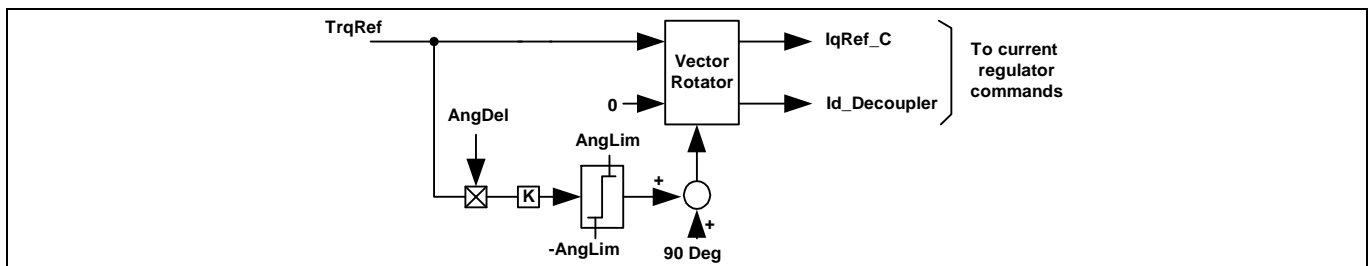 TrqRef
IqRef_C
Vector
Rotator
To current
regulator
commands
0
Id_Decoupler
AngDel
AngLim
+
K
+
-AngLim
90 Deg